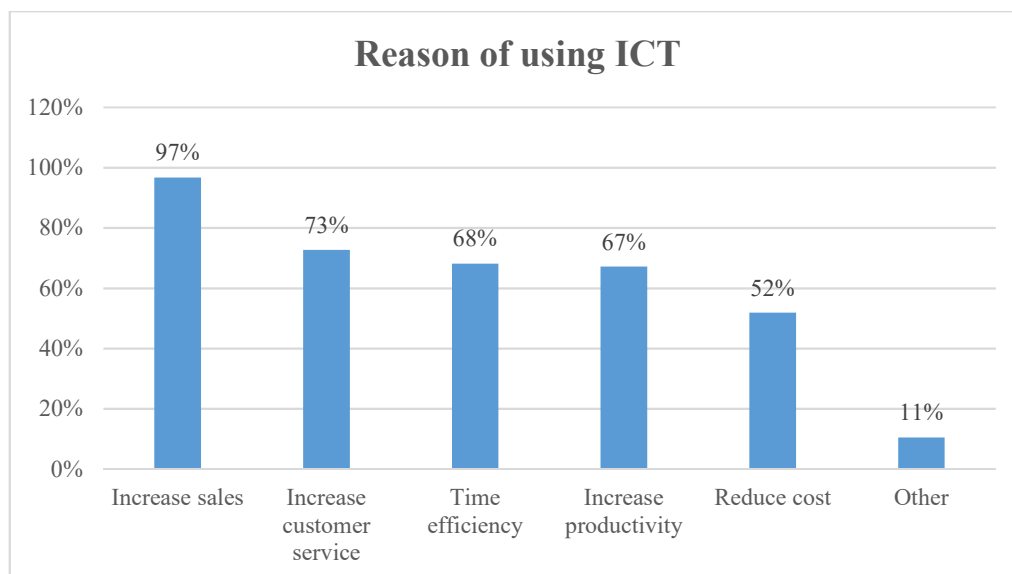 Reason of using ICT
120%
100%
80%
60%
40%
20%
0%
97%
73%
68%
67%
52%
11%
Increase sales
Increase
customer
service
Time
efficiency
Increase
productivity
Reduce cost
Other